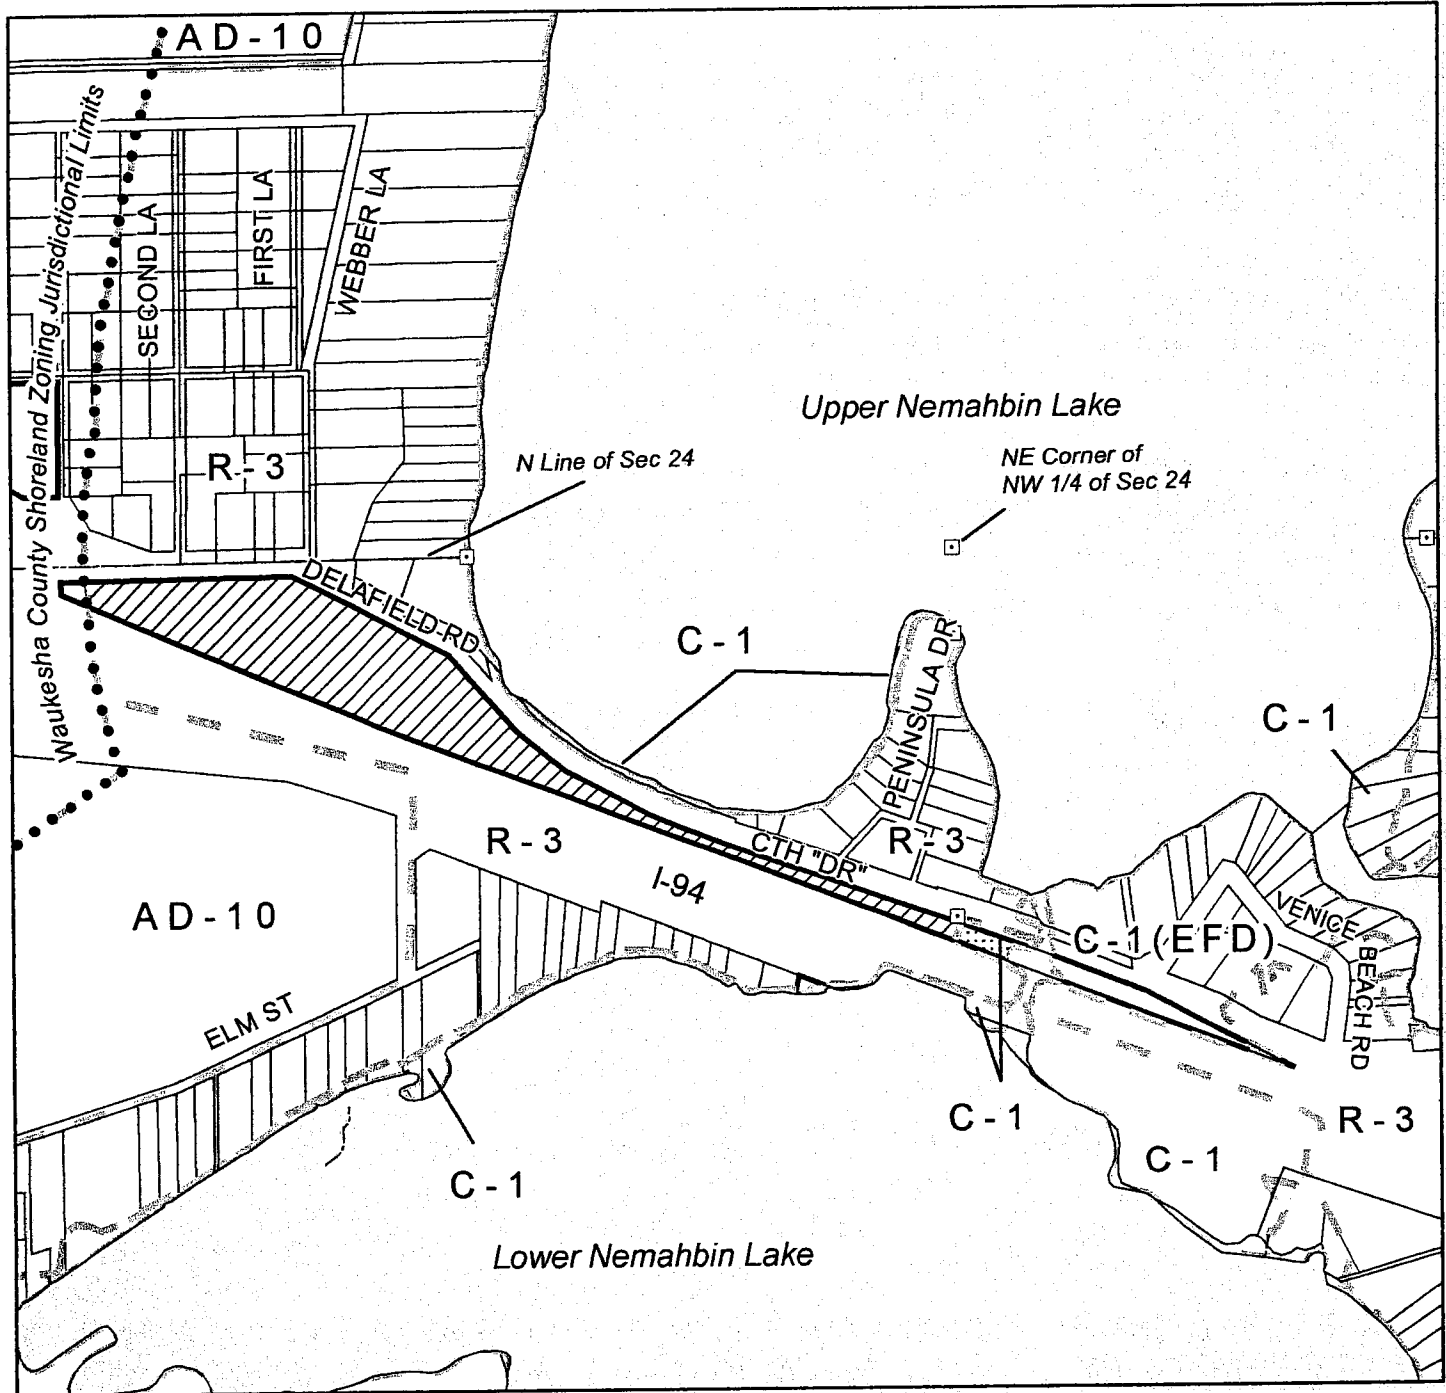 AD-10
Waukesha County Shoreland Zoning Jurisdictional Limits
SECOND LA
FIRST LA
WEBBER LA
Upper Nemahbin Lake
R-3
N Line of Sec 24
NE Corner of
NW 1/4 of Sec 24
DELAFIELD RD
C-1
PENINSULA DR
C-1
R-3
CTH "DR"
R-3
I-94
AD-10
C-1(EFD)
VENICE BEACH RD
ELM ST
C-1
R-3
C-1
C-1
Lower Nemahbin Lake